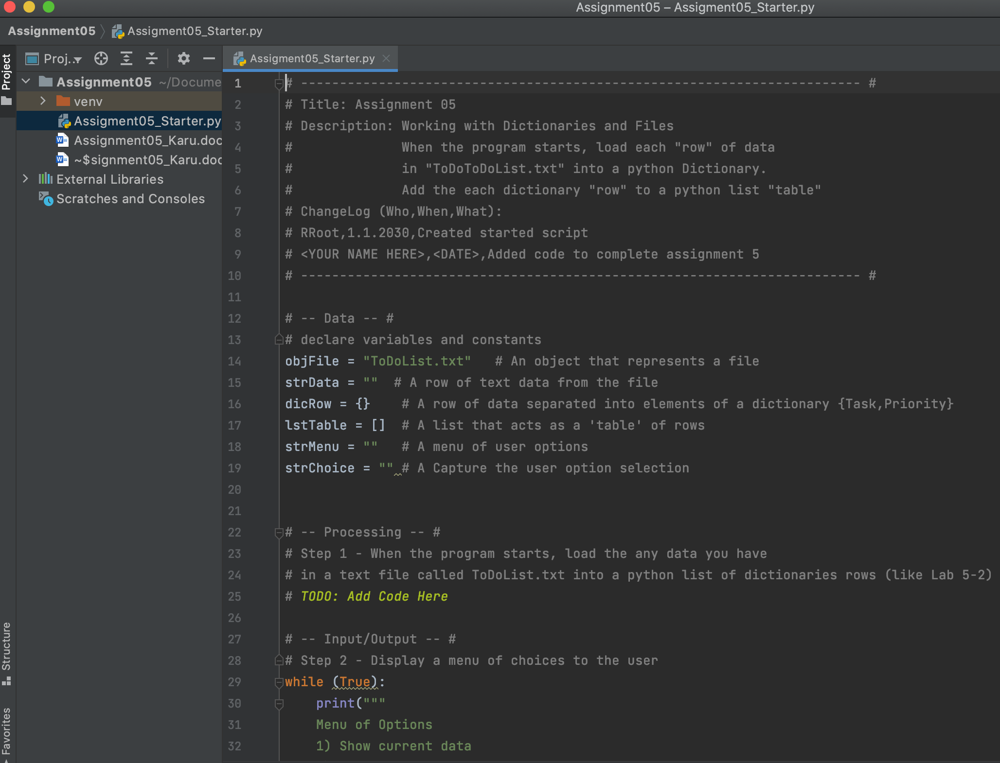 Assignment05 – Assigment05_Starter.py
Assignment05 Assigment05_Starter.py
Project
Proj...
Assigment05_Starter.py
Assignment05 ~/Docume
venv
Assigment05_Starter.py
Assignment05_Karu.doc
~$signment05_Karu.doc
External Libraries
Scratches and Consoles
Structure
Favorites
1 # ------------------------------------------------------------------------ #
2 # Title: Assignment 05
3 # Description: Working with Dictionaries and Files
4 #              When the program starts, load each "row" of data
5 #              in "ToDoToDoList.txt" into a python Dictionary.
6 #              Add the each dictionary "row" to a python list "table"
7 # ChangeLog (Who,When,What):
8 # RRoot,1.1.2030,Created started script
9 # <YOUR NAME HERE>,<DATE>,Added code to complete assignment 5
10 # ------------------------------------------------------------------------ #
11
12 # -- Data -- #
13 # declare variables and constants
14 objFile = "ToDoList.txt"   # An object that represents a file
15 strData = ""  # A row of text data from the file
16 dicRow = {}    # A row of data separated into elements of a dictionary {Task,Priority}
17 lstTable = []  # A list that acts as a 'table' of rows
18 strMenu = ""   # A menu of user options
19 strChoice = "" # A Capture the user option selection
20
21
22 # -- Processing -- #
23 # Step 1 - When the program starts, load the any data you have
24 # in a text file called ToDoList.txt into a python list of dictionaries rows (like Lab 5-2)
25 # TODO: Add Code Here
26
27 # -- Input/Output -- #
28 # Step 2 - Display a menu of choices to the user
29 while (True):
30     print("""
31     Menu of Options
32     1) Show current data